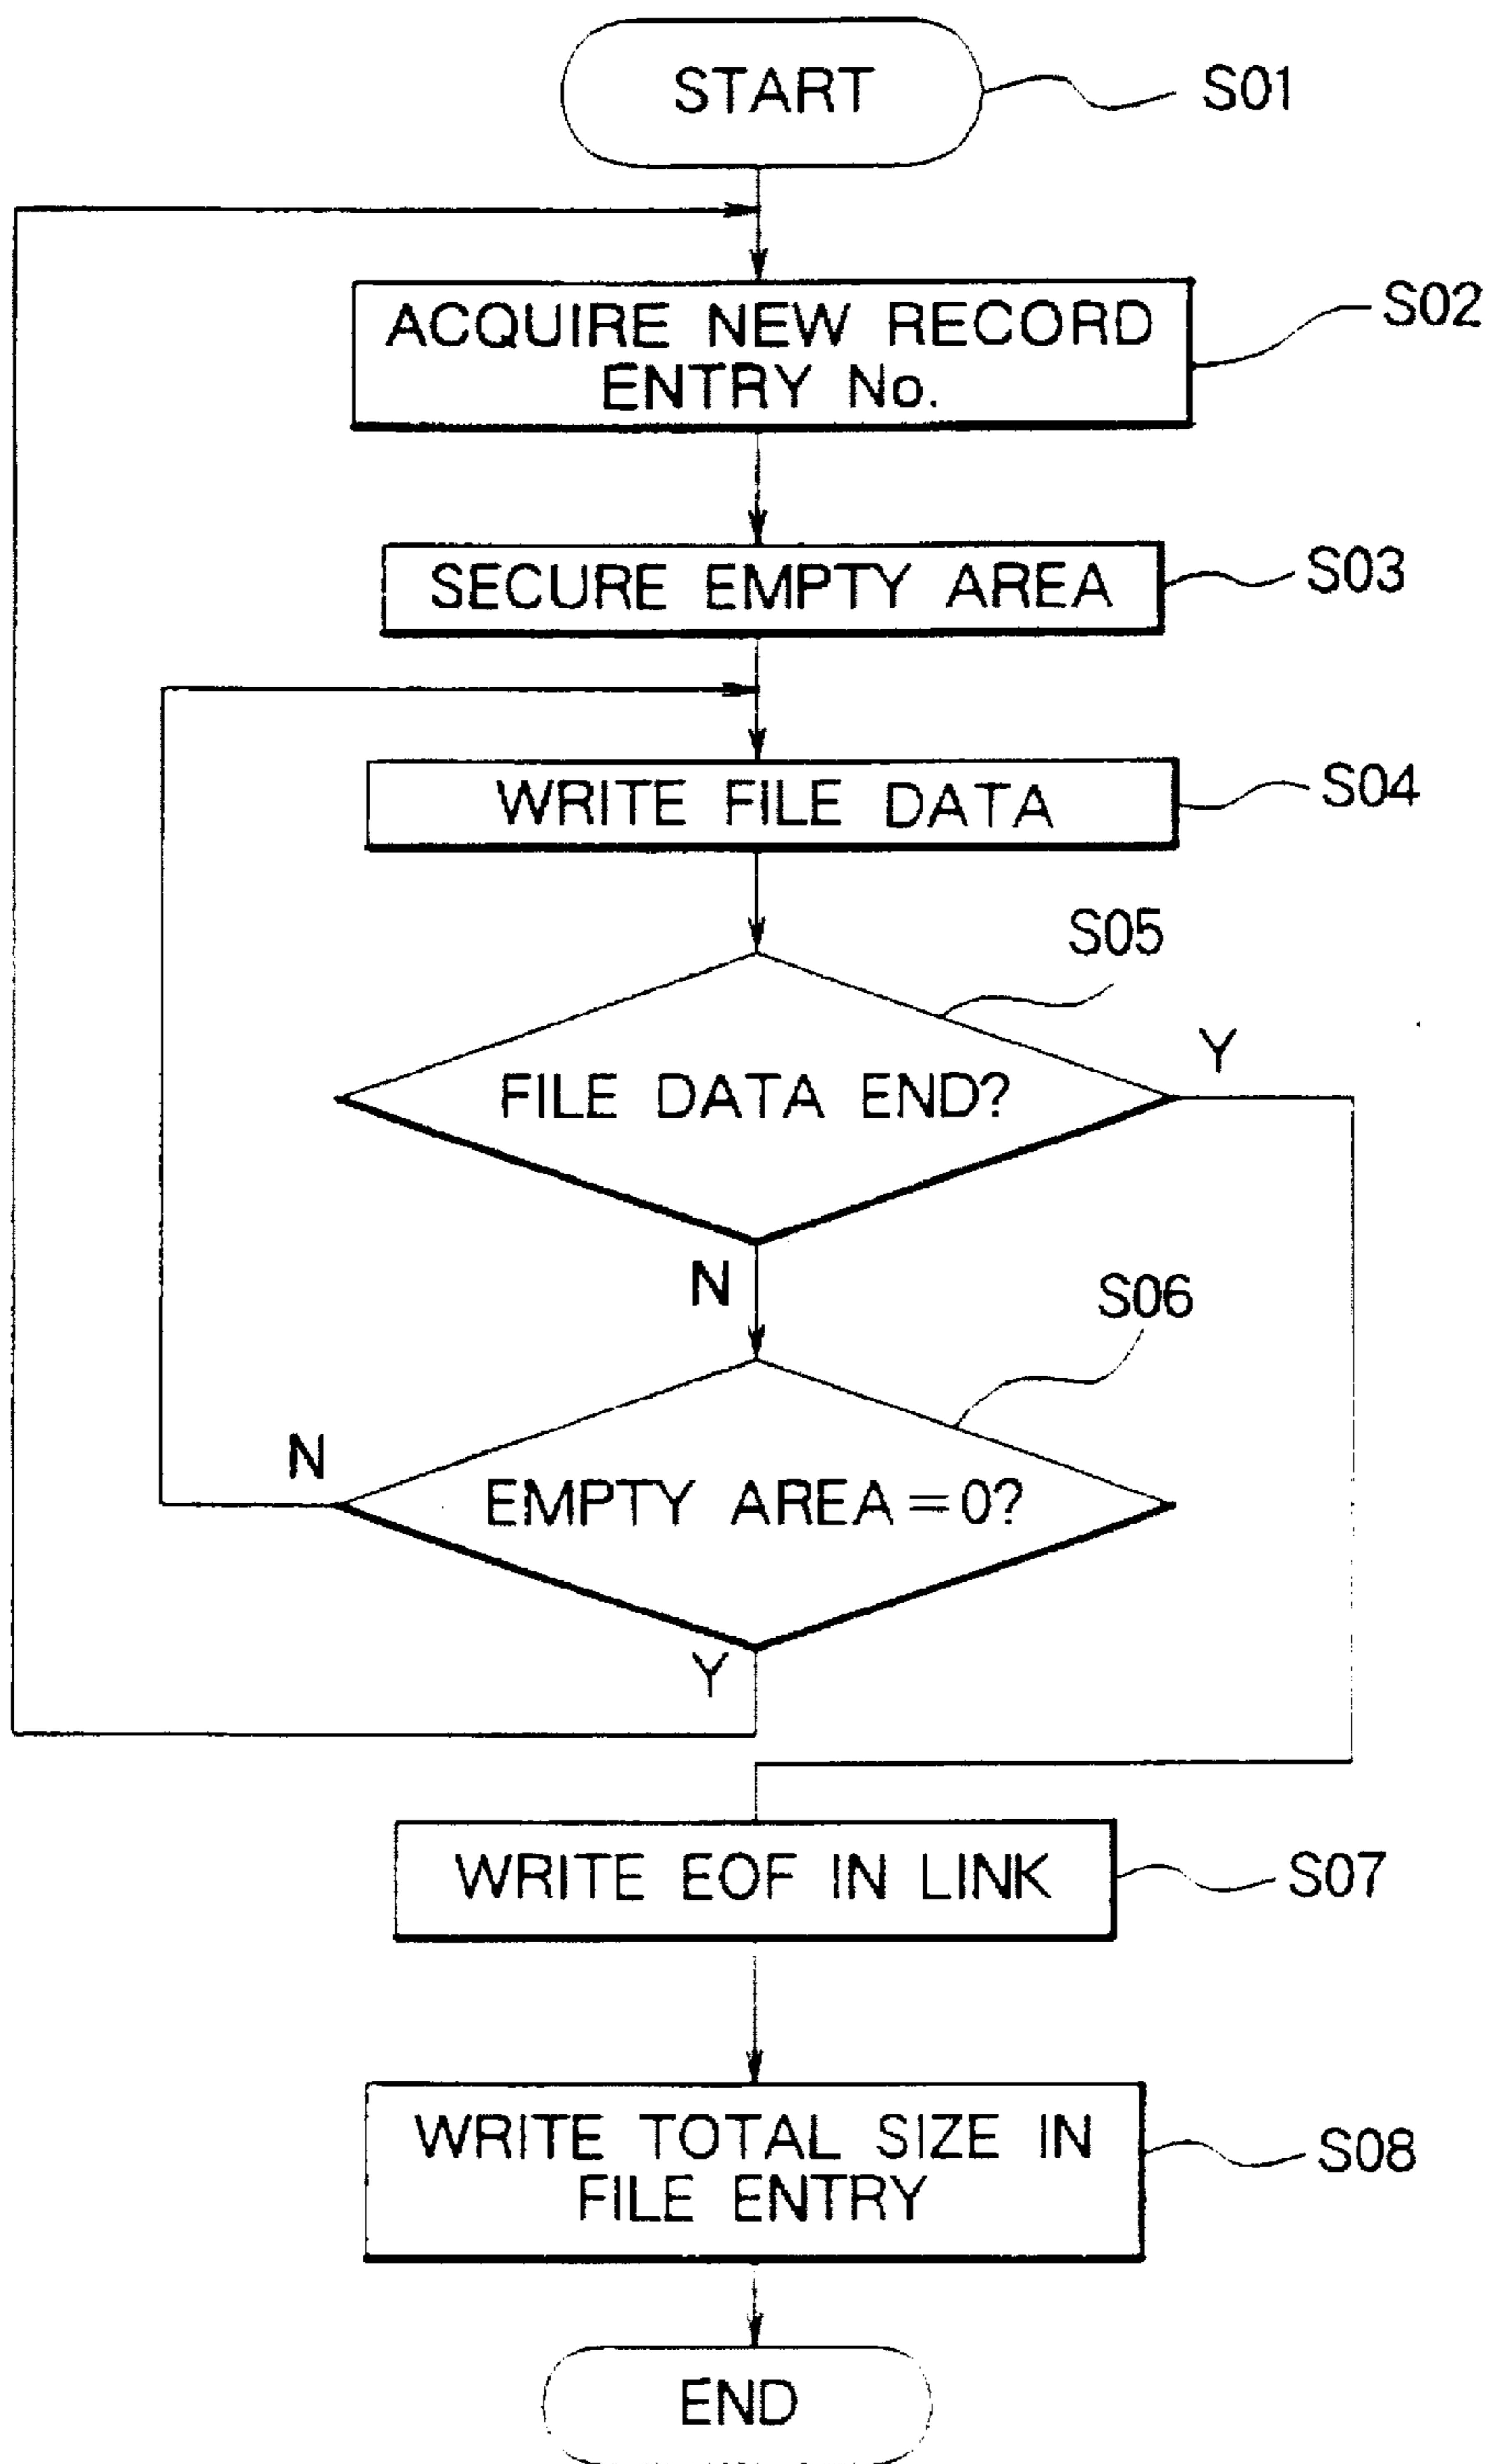 START
S01
ACQUIRE NEW RECORD
ENTRY No.
S02
SECURE EMPTY AREA
S03
WRITE FILE DATA
S04
S05
FILE DATA END?
Y
N
S06
N
EMPTY AREA=0?
Y
WRITE EOF IN LINK
S07
WRITE TOTAL SIZE IN
FILE ENTRY
S08
END